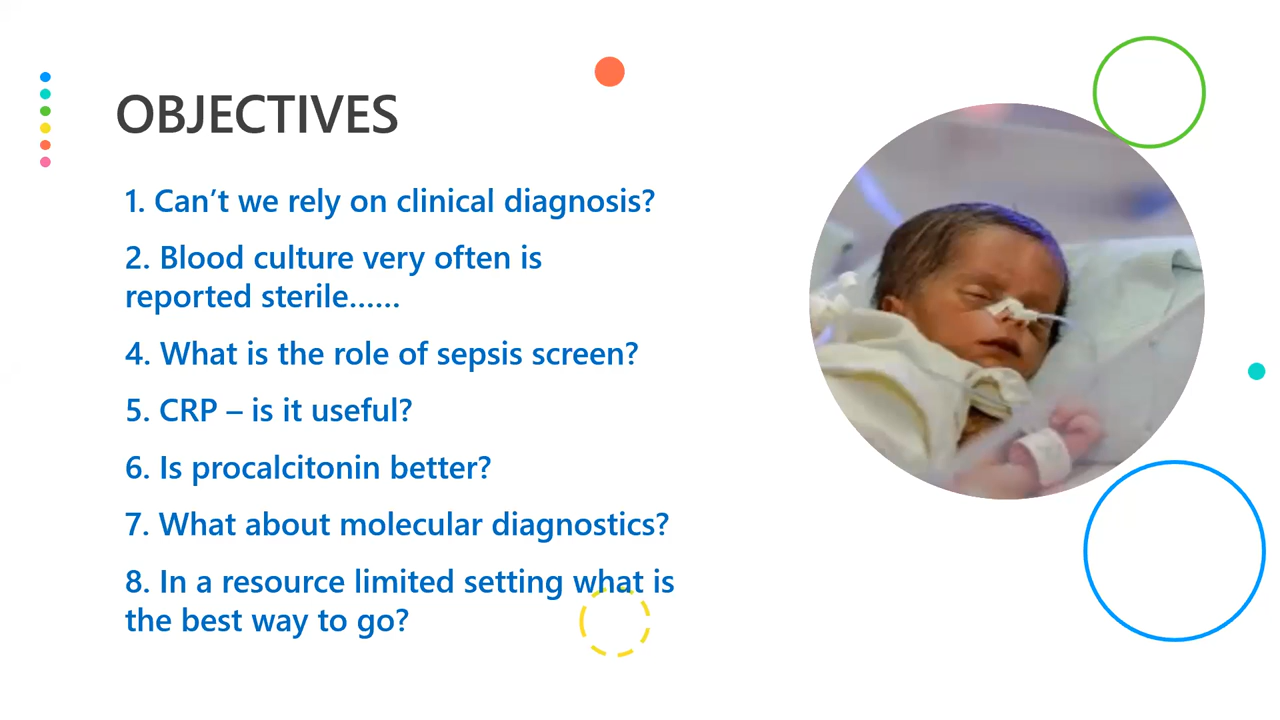 OBJECTIVES
1. Can’t we rely on clinical diagnosis?
2. Blood culture very often is
reported sterile......
4. What is the role of sepsis screen?
5. CRP – is it useful?
6. Is procalcitonin better?
7. What about molecular diagnostics?
8. In a resource limited setting what is
the best way to go?